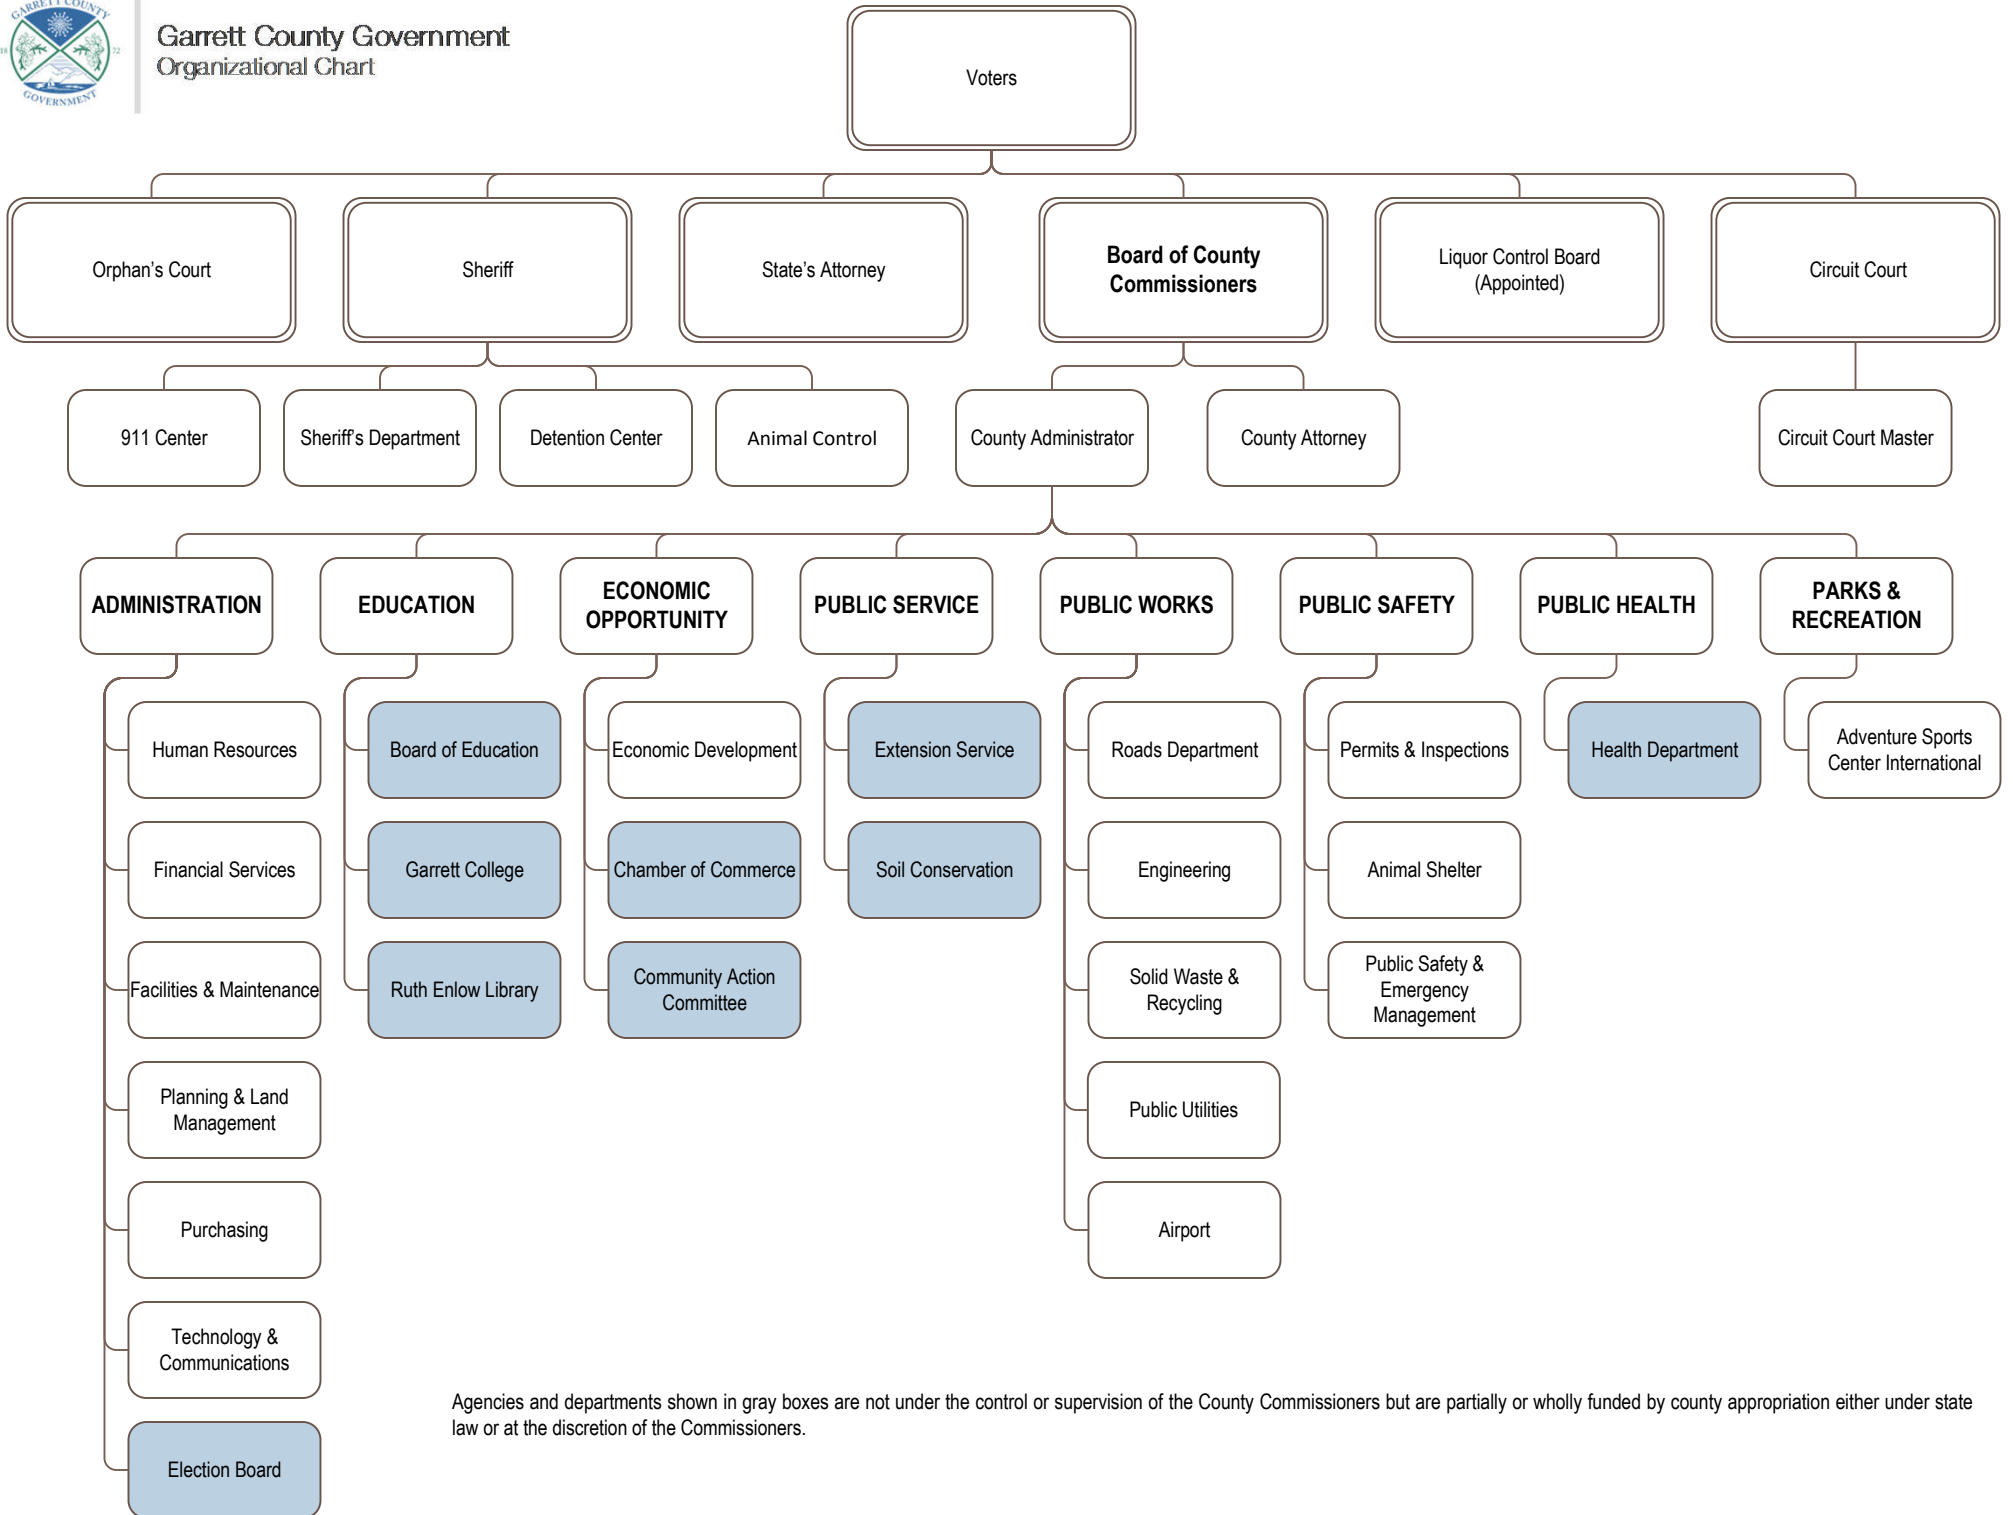 GARRETT COUNTY
18 72
GOVERNMENT
Garrett County Government
Organizational Chart
Voters
Orphan's Court
Sheriff
State's Attorney
Board of County
Commissioners
Liquor Control Board
(Appointed)
Circuit Court
911 Center
Sheriff's Department
Detention Center
Animal Control
County Administrator
County Attorney
Circuit Court Master
ADMINISTRATION
EDUCATION
ECONOMIC
OPPORTUNITY
PUBLIC SERVICE
PUBLIC WORKS
PUBLIC SAFETY
PUBLIC HEALTH
PARKS &
RECREATION
Human Resources
Financial Services
Facilities & Maintenance
Planning & Land
Management
Purchasing
Technology &
Communications
Election Board
Board of Education
Garrett College
Ruth Enlow Library
Economic Development
Chamber of Commerce
Community Action
Committee
Extension Service
Soil Conservation
Roads Department
Engineering
Solid Waste &
Recycling
Public Utilities
Airport
Permits & Inspections
Animal Shelter
Public Safety &
Emergency
Management
Health Department
Adventure Sports
Center International
Agencies and departments shown in gray boxes are not under the control or supervision of the County Commissioners but are partially or wholly funded by county appropriation either under state
law or at the discretion of the Commissioners.